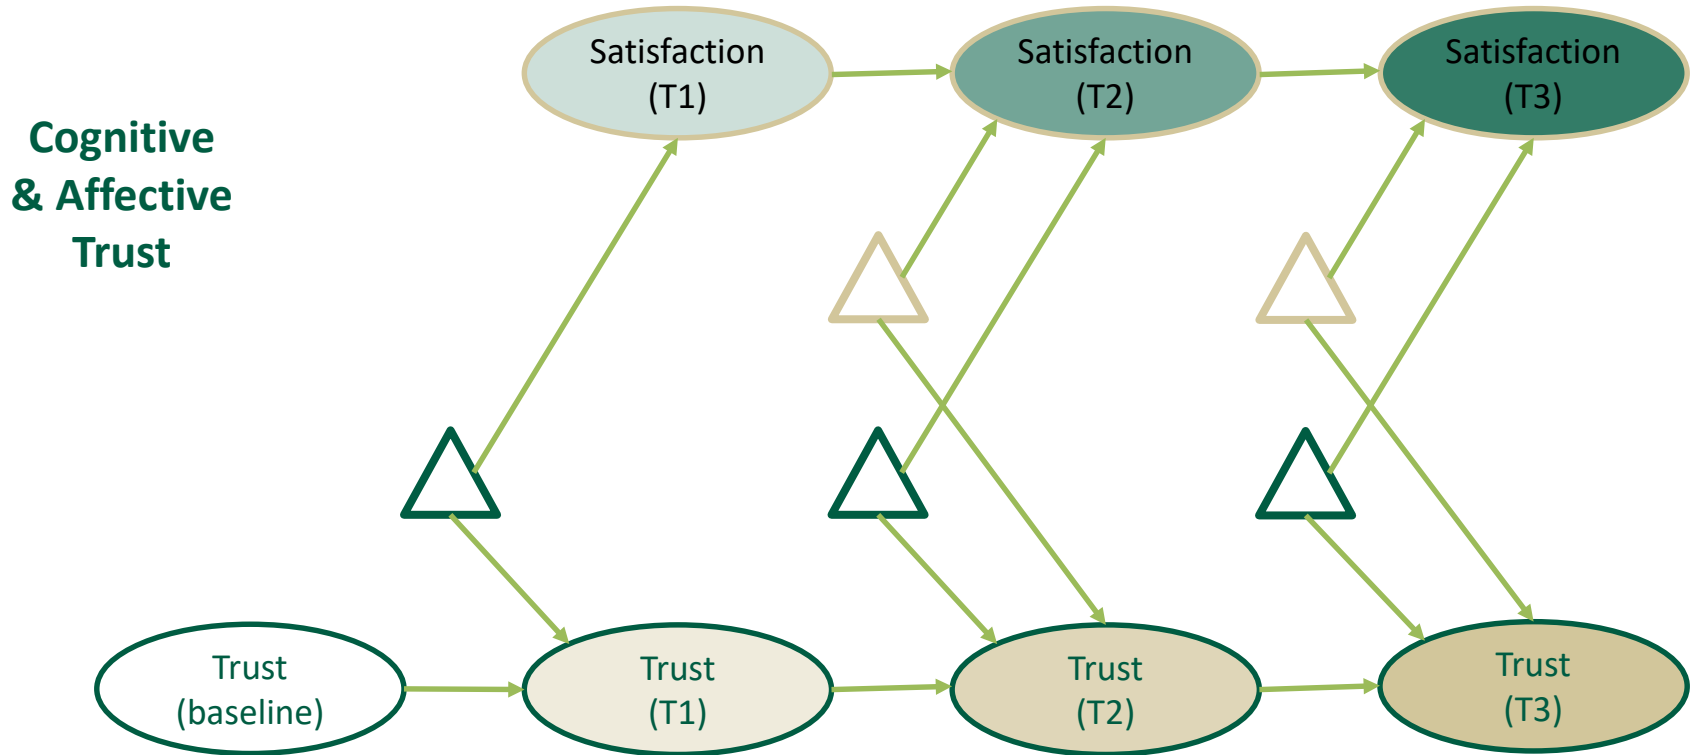 Cognitive
& Affective
Trust
Satisfaction
(T1)
Satisfaction
(T2)
Satisfaction
(T3)
Trust
(baseline)
Trust
(T1)
Trust
(T2)
Trust
(T3)